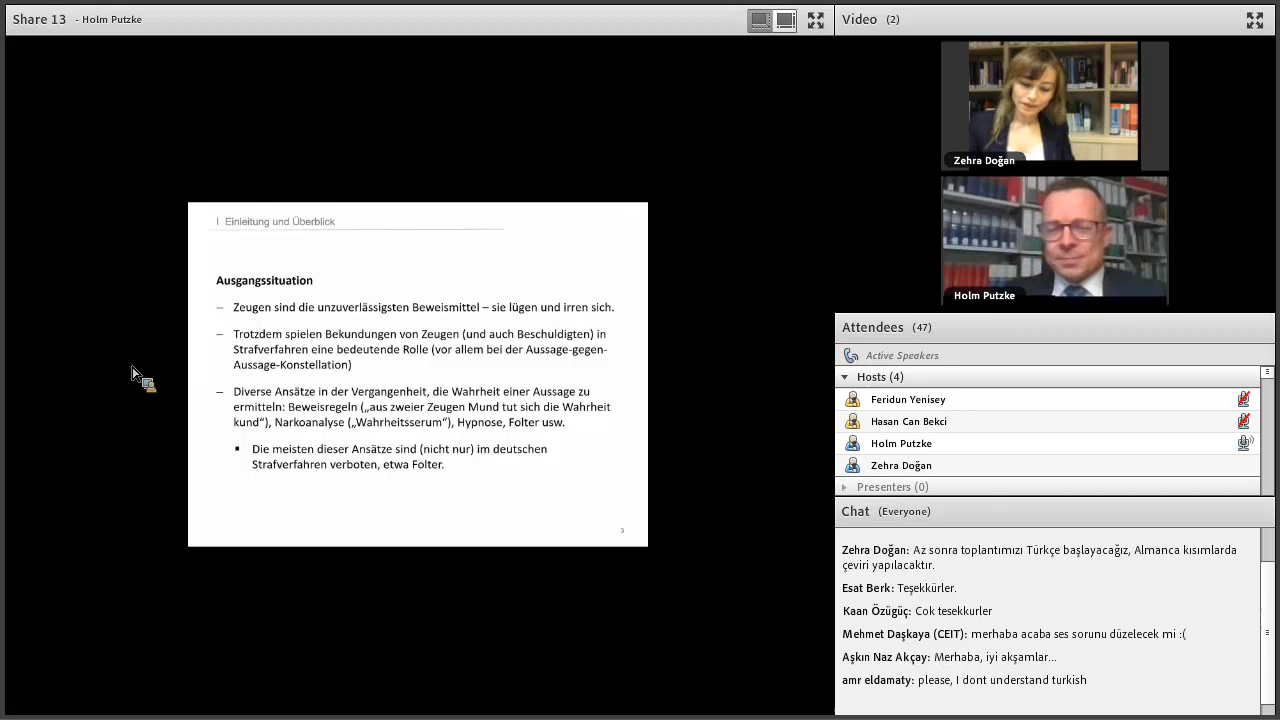 Share 13 - Holm Putzke
I Einleitung und Überblick
Ausgangssituation
– Zeugen sind die unzuverlässigsten Beweismittel – sie lügen und irren sich.
– Trotzdem spielen Bekundungen von Zeugen (und auch Beschuldigten) in
Strafverfahren eine bedeutende Rolle (vor allem bei der Aussage-gegen-
Aussage-Konstellation)
– Diverse Ansätze in der Vergangenheit, die Wahrheit einer Aussage zu
ermitteln: Beweisregeln („aus zweier Zeugen Mund tut sich die Wahrheit
kund“), Narkoanalyse („Wahrheitsserum“), Hypnose, Folter usw.
▪ Die meisten dieser Ansätze sind (nicht nur) im deutschen
Strafverfahren verboten, etwa Folter.
3
Video (2)
Zehra Doğan
Holm Putzke
Attendees (47)
Active Speakers
Hosts (4)
Feridun Yenisey
Hasan Can Bekci
Holm Putzke
Zehra Doğan
Presenters (0)
Chat (Everyone)
Zehra Doğan: Az sonra toplantımızı Türkçe başlayacağız, Almanca kısımlarda
çeviri yapılacaktır.
Esat Berk: Teşekkürler.
Kaan Özügüç: Cok tesekkurler
Mehmet Daşkaya (CEIT): merhaba acaba ses sorunu düzelecek mi :(
Aşkın Naz Akçay: Merhaba, iyi akşamlar...
amr eldamaty: please, I dont understand turkish